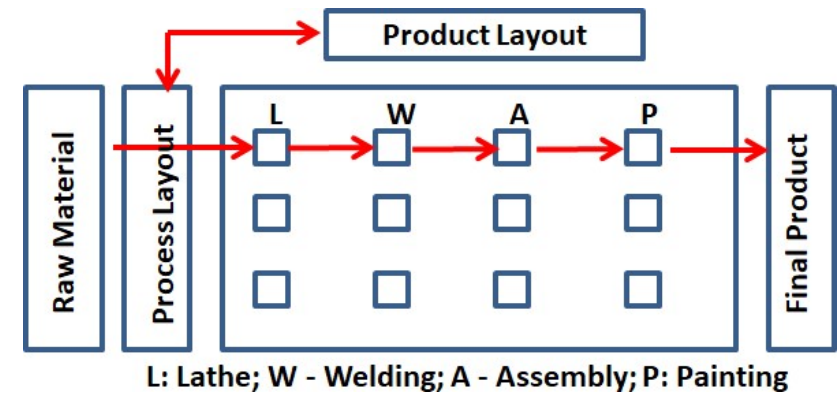 Product Layout
Raw Material
Process Layout
L W A P
Final Product
L: Lathe; W - Welding; A - Assembly; P: Painting